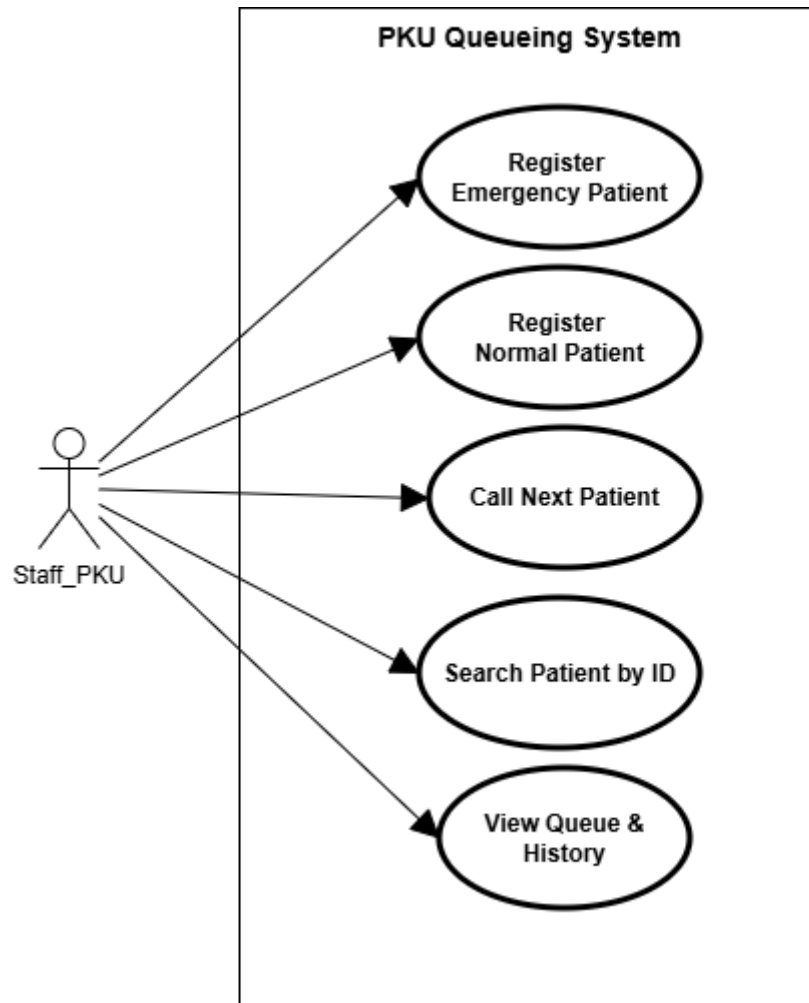 PKU Queueing System
Register
Emergency Patient
Register
Normal Patient
Call Next Patient
Staff_PKU
Search Patient by ID
View Queue &
History